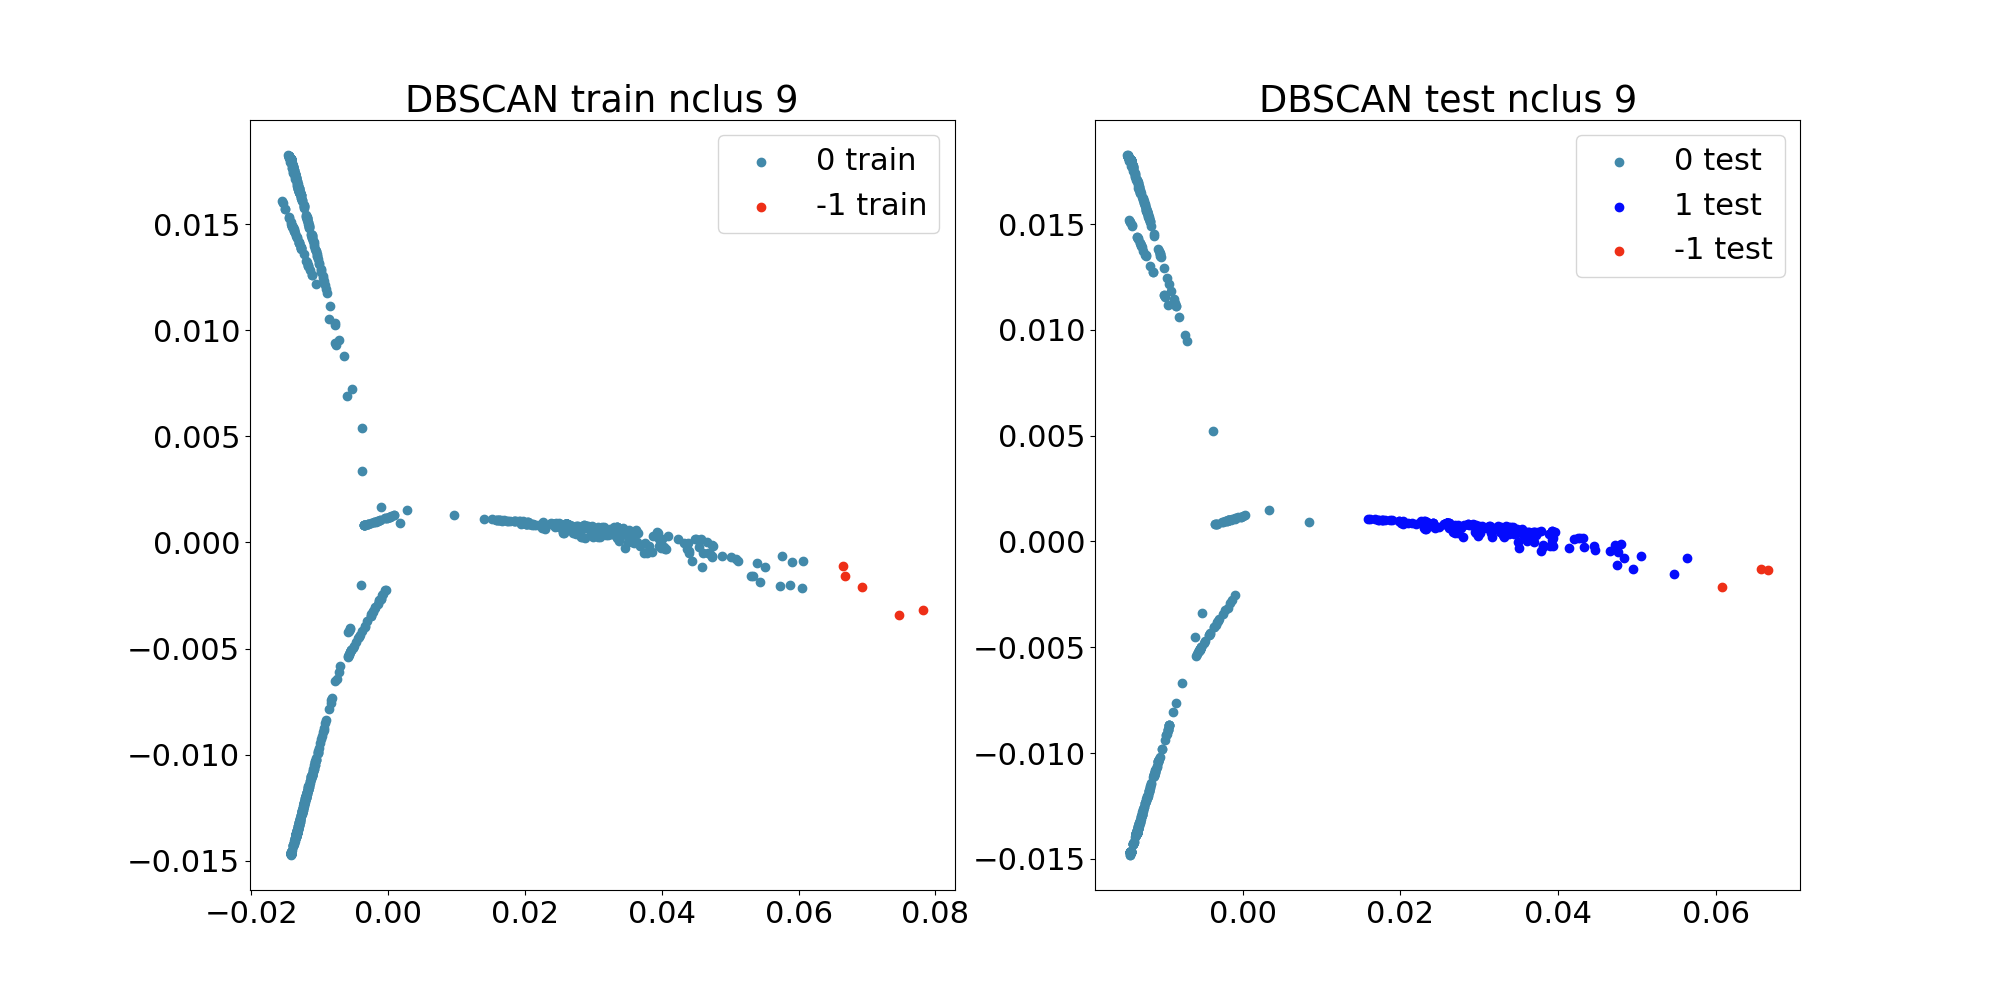 DBSCAN train nclus 9
0 train
-1 train
0.015
0.010
0.005
0.000
−0.005
−0.010
−0.015
−0.02 0.00 0.02 0.04 0.06 0.08
DBSCAN test nclus 9
0 test
1 test
-1 test
0.015
0.010
0.005
0.000
−0.005
−0.010
−0.015
0.00 0.02 0.04 0.06